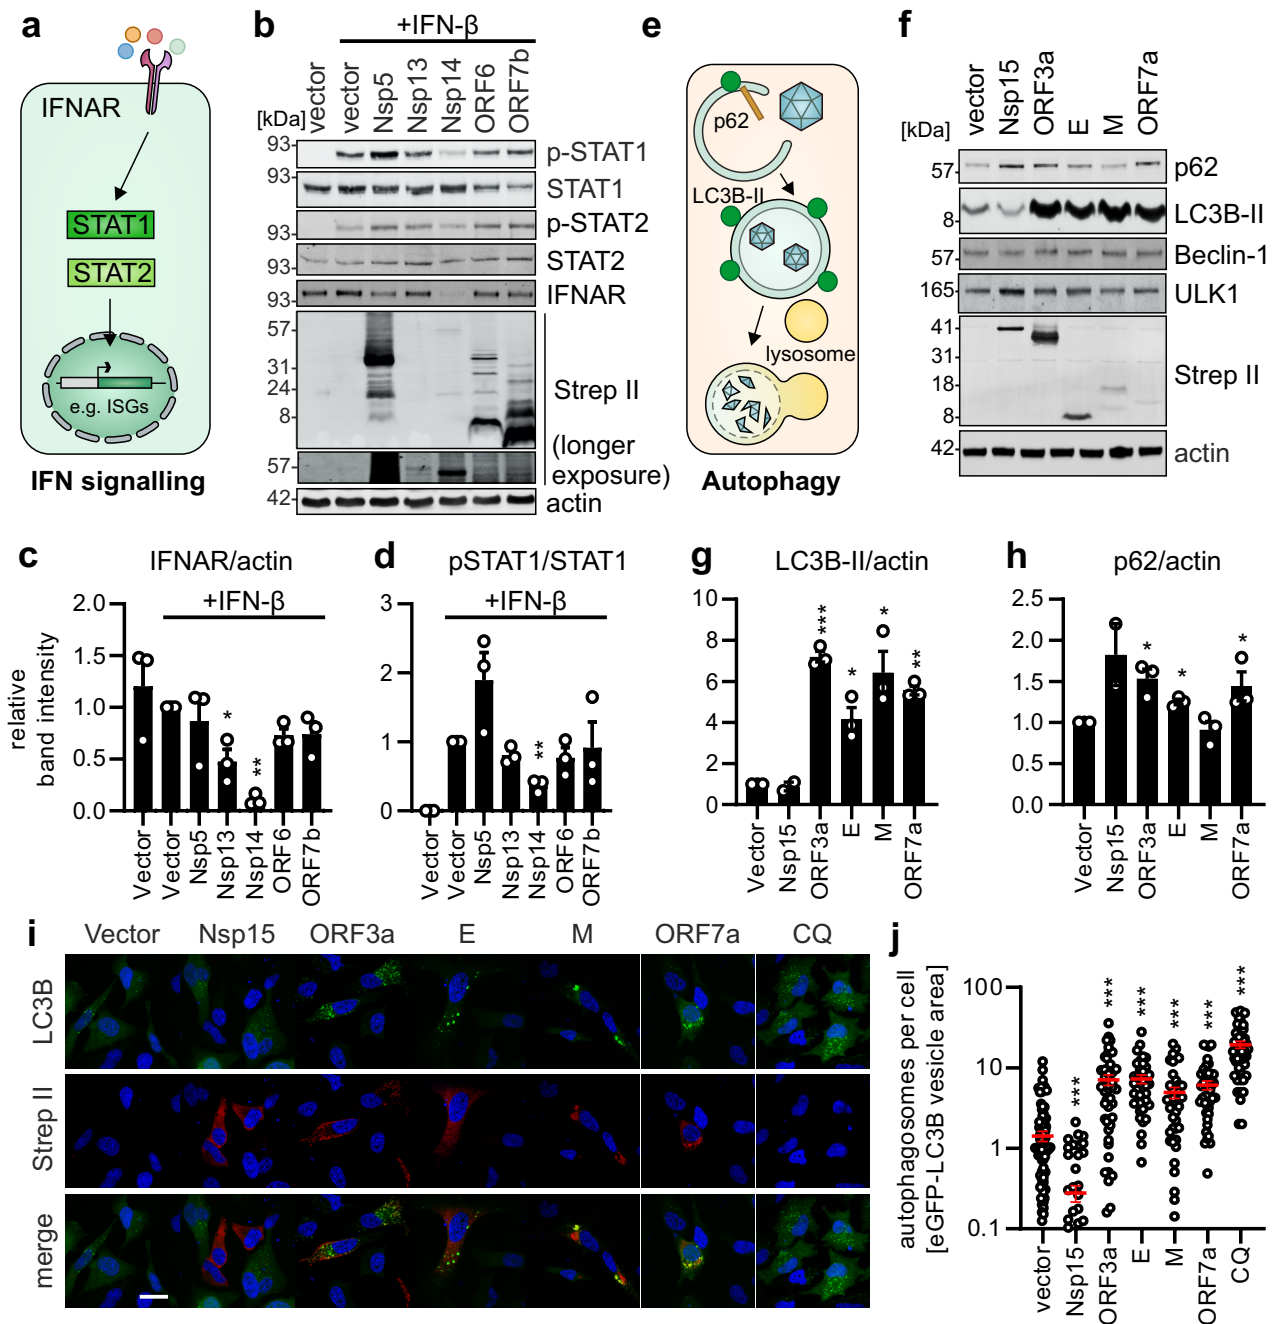 a
IFNAR
STAT1
STAT2
e.g. ISGs
IFN signalling
b
+IFN-β
[kDa]
vector
vector
Nsp5
Nsp13
Nsp14
ORF6
ORF7b
93-
p-STAT1
93-
STAT1
93-
p-STAT2
93-
STAT2
93-
IFNAR
57-
31-
24-
8-
Strep II
57-
(longer
exposure)
42-
actin
e
p62
LC3B-II
lysosome
Autophagy
f
[kDa]
vector
Nsp15
ORF3a
E
M
ORF7a
57-
p62
8-
LC3B-II
57-
Beclin-1
165-
ULK1
41-
31-
18-
8-
Strep II
42-
actin
c
IFNAR/actin
+IFN-β
relative
band intensity
2.0
1.5
1.0
0.5
0.0
*
**
Vector
Vector
Nsp5
Nsp13
Nsp14
ORF6
ORF7b
d
pSTAT1/STAT1
+IFN-β
3
2
1
0
**
Vector
Vector
Nsp5
Nsp13
Nsp14
ORF6
ORF7b
g
LC3B-II/actin
10
8
6
4
2
0
***
*
*
**
Vector
Nsp15
ORF3a
E
M
ORF7a
h
p62/actin
2.5
2.0
1.5
1.0
0.5
0.0
*
*
*
Vector
Nsp15
ORF3a
E
M
ORF7a
i
Vector
Nsp15
ORF3a
E
M
ORF7a
CQ
LC3B
Strep II
merge
j
autophagosomes per cell
[eGFP-LC3B vesicle area]
100
10
1
0.1
***
***
***
***
***
***
vector
Nsp15
ORF3a
E
M
ORF7a
CQ